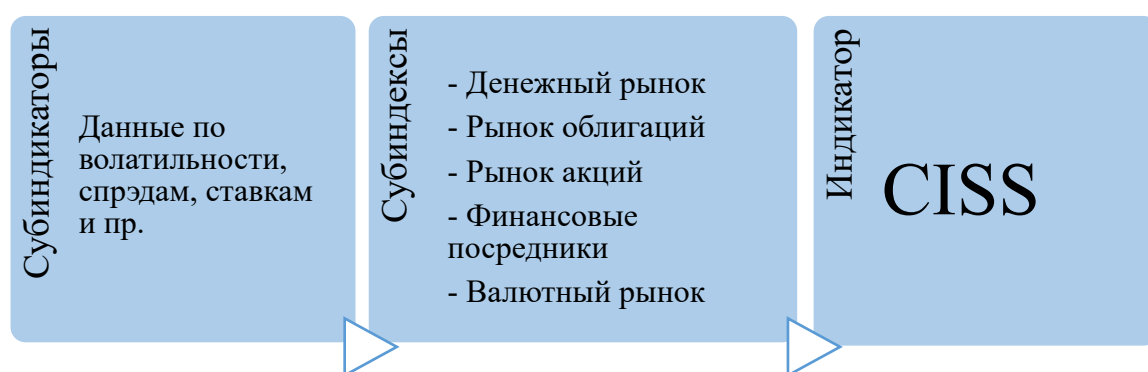 Субиндикаторы
Данные по
волатильности,
спрэдам, ставкам
и пр.
Субиндексы
- Денежный рынок
- Рынок облигаций
- Рынок акций
- Финансовые
посредники
- Валютный рынок
Индикатор
CISS